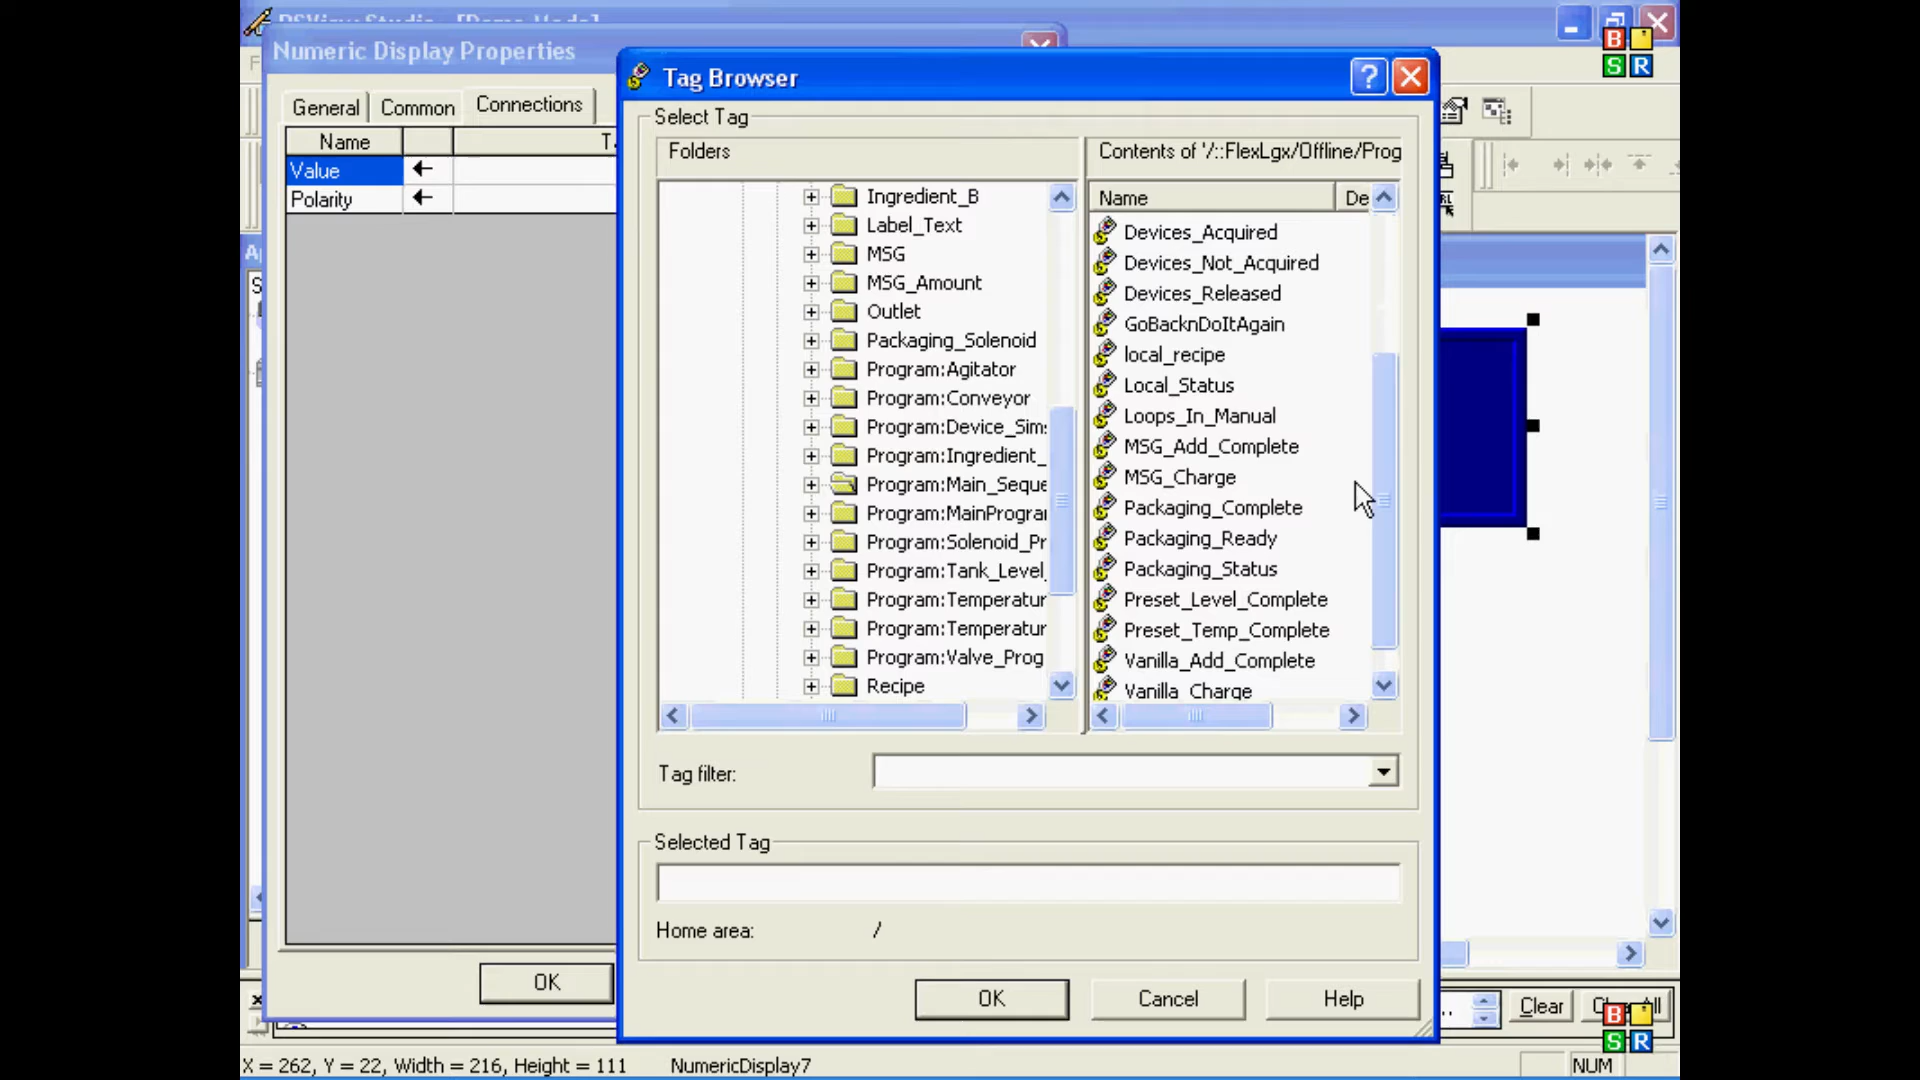 Numeric Display Properties
General
Common
Connections
Name
Value
Polarity
OK
Tag Browser
?
Select Tag
Folders
Ingredient_B
Label_Text
MSG
MSG_Amount
Outlet
Packaging_Solenoid
Program:Agitator
Program:Conveyor
Program:Device_Sim
Program:Ingredient_
Program:Main_Seque
Program:MainProgra
Program:Solenoid_Pr
Program:Tank_Level_
Program:Temperatur
Program:Temperatur
Program:Valve_Prog
Recipe
Contents of '/::FlexLgx/Offline/Prog
Name
De
Devices_Acquired
Devices_Not_Acquired
Devices_Released
GoBacknDoItAgain
local_recipe
Local_Status
Loops_In_Manual
MSG_Add_Complete
MSG_Charge
Packaging_Complete
Packaging_Ready
Packaging_Status
Preset_Level_Complete
Preset_Temp_Complete
Vanilla_Add_Complete
Vanilla_Charge
Tag filter:
Selected Tag
Home area: /
OK
Cancel
Help
Clear
B
S R
B
S R
X = 262, Y = 22, Width = 216, Height = 111
NumericDisplay7
NUM